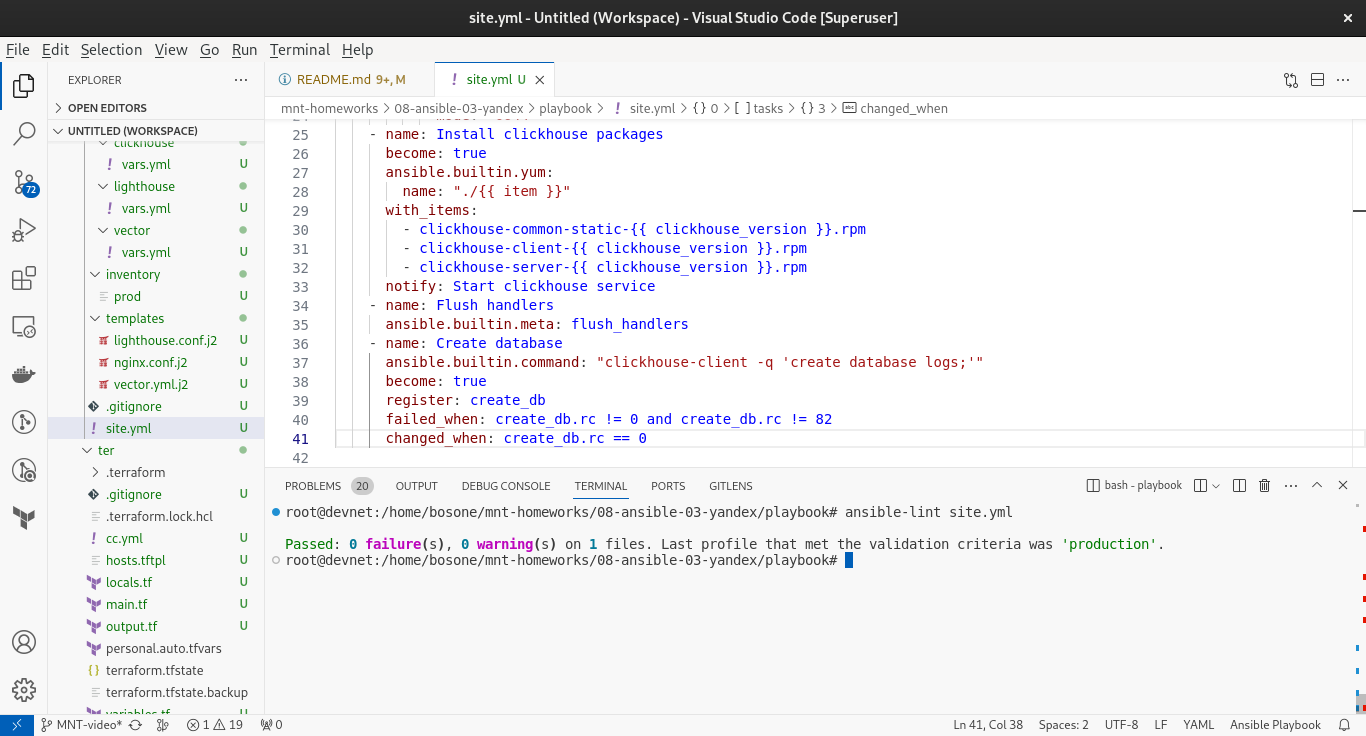 site.yml - Untitled (Workspace) - Visual Studio Code [Superuser]
File Edit Selection View Go Run Terminal Help
EXPLORER
OPEN EDITORS
UNTITLED (WORKSPACE)
clickhouse
vars.yml U
lighthouse
vars.yml U
vector
vars.yml U
inventory
prod U
templates
lighthouse.conf.j2 U
nginx.conf.j2 U
vector.yml.j2 U
.gitignore U
site.yml U
ter
.terraform
.gitignore U
.terraform.lock.hcl
cc.yml U
hosts.tftpl U
locals.tf U
main.tf U
output.tf U
personal.auto.tfvars
terraform.tfstate
terraform.tfstate.backup
variables.tf
72
README.md 9+, M
site.yml U
mnt-homeworks > 08-ansible-03-yandex > playbook > ! site.yml > { } 0 > [ ] tasks > { } 3 > changed_when
25 - name: Install clickhouse packages
26 become: true
27 ansible.builtin.yum:
28 name: "./{{ item }}"
29 with_items:
30 - clickhouse-common-static-{{ clickhouse_version }}.rpm
31 - clickhouse-client-{{ clickhouse_version }}.rpm
32 - clickhouse-server-{{ clickhouse_version }}.rpm
33 notify: Start clickhouse service
34 - name: Flush handlers
35 ansible.builtin.meta: flush_handlers
36 - name: Create database
37 ansible.builtin.command: "clickhouse-client -q 'create database logs;'"
38 become: true
39 register: create_db
40 failed_when: create_db.rc != 0 and create_db.rc != 82
41 changed_when: create_db.rc == 0
42
PROBLEMS 20 OUTPUT DEBUG CONSOLE TERMINAL PORTS GITLENS
bash - playbook
root@devnet:/home/bosone/mnt-homeworks/08-ansible-03-yandex/playbook# ansible-lint site.yml
Passed: 0 failure(s), 0 warning(s) on 1 files. Last profile that met the validation criteria was 'production'.
root@devnet:/home/bosone/mnt-homeworks/08-ansible-03-yandex/playbook#
MNT-video* 1 19 0
Ln 41, Col 38 Spaces: 2 UTF-8 LF YAML Ansible Playbook